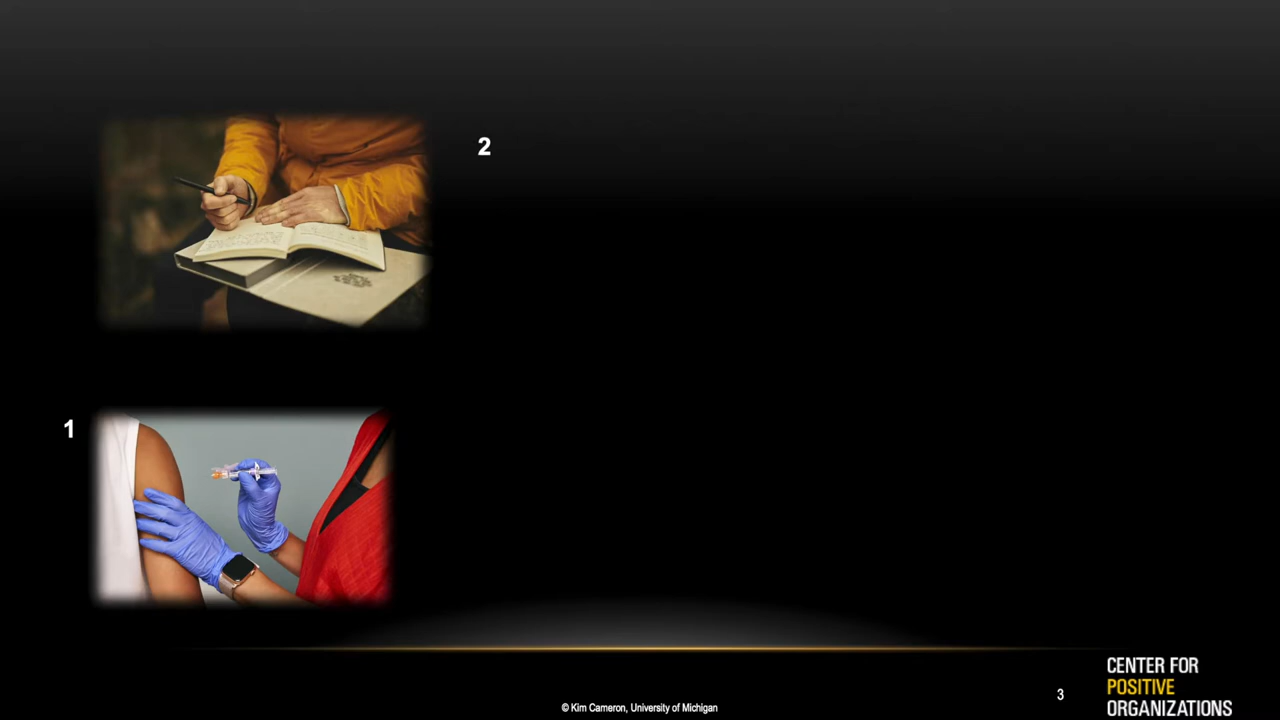 2
1
© Kim Cameron, University of Michigan
3
CENTER FOR
POSITIVE
ORGANIZATIONS